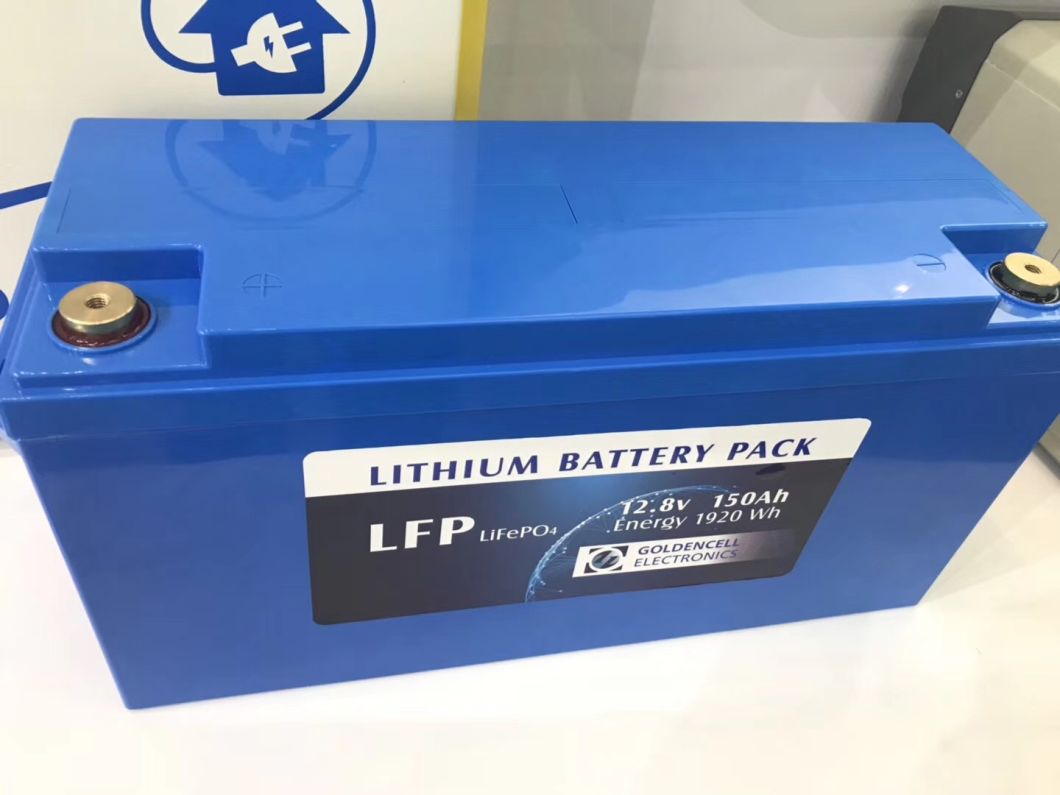 LITHIUM BATTERY PACK
LFP LiFePO₄
12.8v 150Ah
Energy 1920 Wh
GOLDENCELL
ELECTRONICS